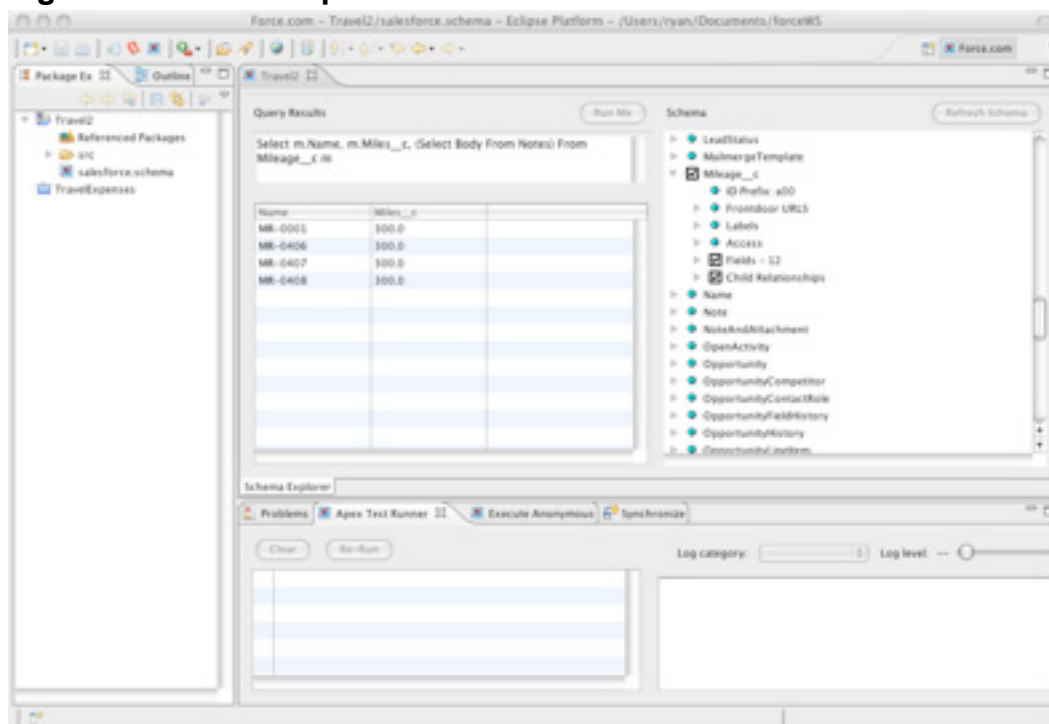 Force.com - Travel2/salesforce.schema - Eclipse Platform - /Users/ryan/Documents/forceWS
Force.com
Package Ex
Outline
Travel2
Referenced Packages
src
salesforce.schema
TravelExpenses
Travel2
Query Results
Run Me
Select m.Name, m.Miles__c, (Select Body From Notes) From
Mileage__c m
Name Miles__c
MR-0001 300.0
MR-0406 300.0
MR-0407 300.0
MR-0408 300.0
Schema
Refresh Schema
LeadStatus
MailmergeTemplate
Mileage__c
ID Prefix: a00
Frontdoor URLS
Labels
Access
Fields - 12
Child Relationships
Name
Note
NoteAndAttachment
OpenActivity
Opportunity
OpportunityCompetitor
OpportunityContactRole
OpportunityFieldHistory
OpportunityHistory
OpportunityLineItem
Schema Explorer
Problems
Apex Test Runner
Execute Anonymous
Synchronize
Clear
Re-Run
Log category:
Log level: --